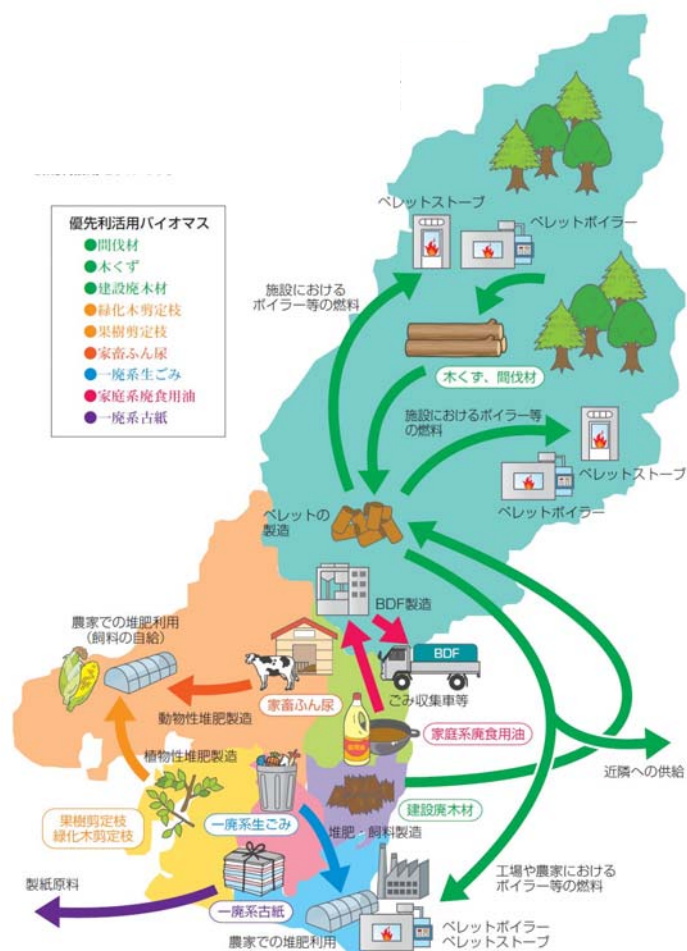 優先利活用バイオマス
●間伐材
●木くず
●建設廃木材
●緑化木剪定枝
●果樹剪定枝
●家畜ふん尿
●一廃系生ごみ
●家庭系廃食用油
●一廃系古紙
ペレットストーブ
ペレットボイラー
施設における
ボイラー等の燃料
木くず、間伐材
施設におけるボイラー等
の燃料
ペレットストーブ
ペレットボイラー
ペレットの
製造
BDF製造
BDF
ごみ収集車等
農家での堆肥利用
(飼料の自給)
動物性堆肥製造
家畜ふん尿
家庭系廃食用油
植物性堆肥製造
果樹剪定枝
緑化木剪定枝
一廃系生ごみ
堆肥・飼料製造
建設廃木材
近隣への供給
製紙原料
一廃系古紙
農家での堆肥利用
工場や農家における
ボイラー等の燃料
ペレットボイラー
ペレットストーブ